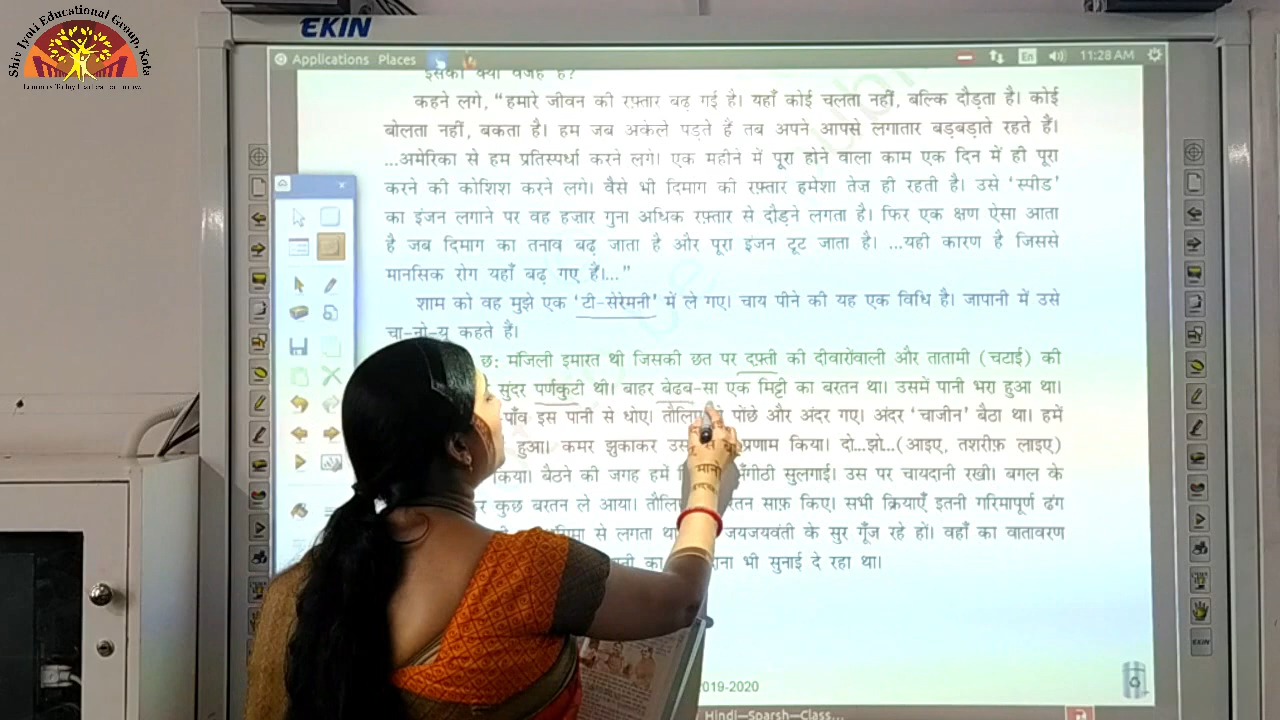 Shiv Jyoti Educational Group, Kota
EKIN
Applications Places
En
11:28 AM
इसकी क्या वजह है?
कहने लगे, “हमारे जीवन की रफ़्तार बढ़ गई है। यहाँ कोई चलता नहीं, बल्कि दौड़ता है। कोई
बोलता नहीं, बकता है। हम जब अकेले पड़ते हैं तब अपने आपसे लगातार बड़बड़ाते रहते हैं।
...अमेरिका से हम प्रतिस्पर्धा करने लगे। एक महीने में पूरा होने वाला काम एक दिन में ही पूरा
करने की कोशिश करने लगे। वैसे भी दिमाग की रफ़्तार हमेशा तेज़ ही रहती है। उसे ‘स्पीड’
का इंजन लगाने पर वह हज़ार गुना अधिक रफ़्तार से दौड़ने लगता है। फिर एक क्षण ऐसा आता
है जब दिमाग का तनाव बढ़ जाता है और पूरा इंजन टूट जाता है। ...यही कारण है जिससे
मानसिक रोग यहाँ बढ़ गए हैं।...”
शाम को वह मुझे एक ‘टी-सेरेमनी’ में ले गए। चाय पीने की यह एक विधि है। जापानी में उसे
चा-नो-यू कहते हैं।
छः मंजिली इमारत थी जिसकी छत पर दफ़्ती की दीवारोंवाली और तातामी (चटाई) की
सुंदर पर्णकुटी थी। बाहर बेढब-सा एक मिट्टी का बरतन था। उसमें पानी भरा हुआ था।
पाँव इस पानी से धोए। पोंछे और अंदर गए। अंदर ‘चाजीन’ बैठा था। हमें
हुआ। कमर झुकाकर प्रणाम किया। दो...झो...(आइए, तशरीफ़ लाइए)
किया। बैठने की जगह हमें सुलगाई। उस पर चायदानी रखी। बगल के
कुछ बरतन ले आया। साफ़ किए। सभी क्रियाएँ इतनी गरिमापूर्ण ढंग
से लगता जयजयवंती के सुर गूँज रहे हों। वहाँ का वातावरण
का भी सुनाई दे रहा था।
2019-2020
Hindi—Sparsh—Class...
EKIN